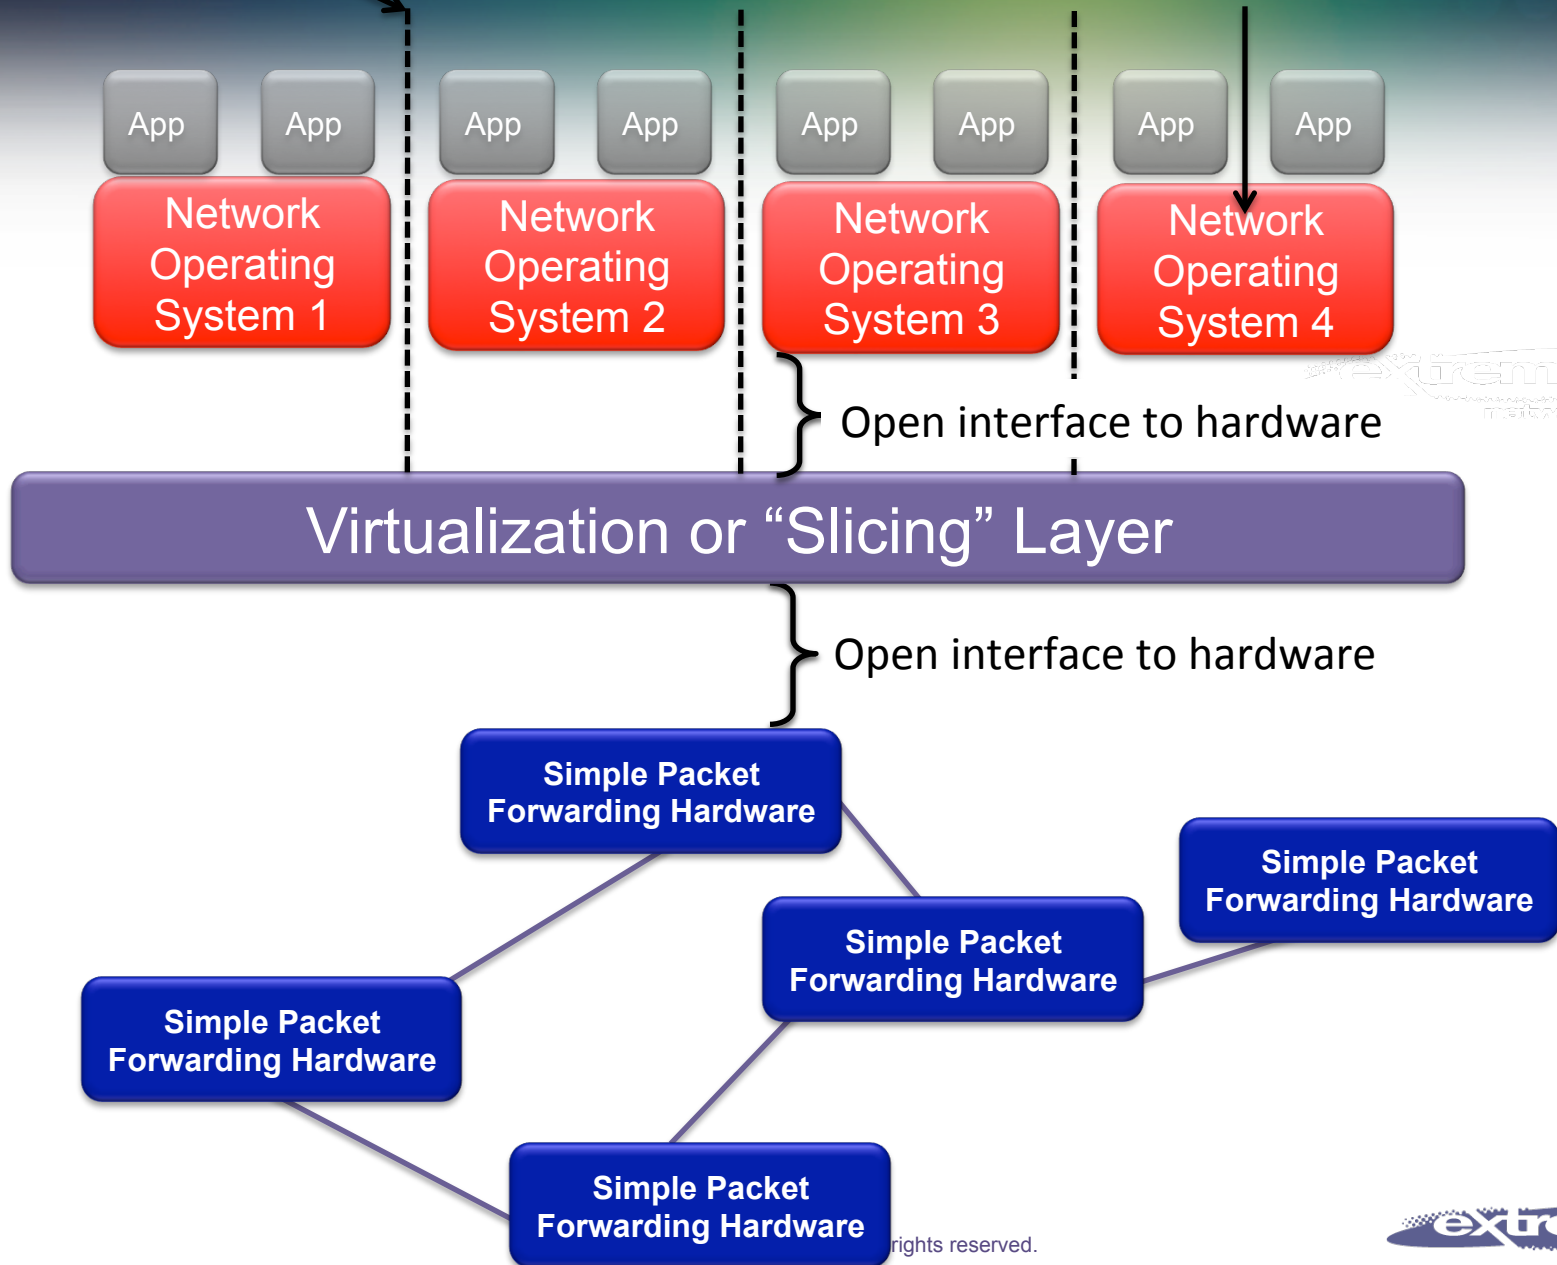 App App App App App App App App
Network
Operating
System 1
Network
Operating
System 2
Network
Operating
System 3
Network
Operating
System 4
Open interface to hardware
Virtualization or “Slicing” Layer
Open interface to hardware
Simple Packet
Forwarding Hardware
Simple Packet
Forwarding Hardware
Simple Packet
Forwarding Hardware
Simple Packet
Forwarding Hardware
Simple Packet
Forwarding Hardware
rights reserved.